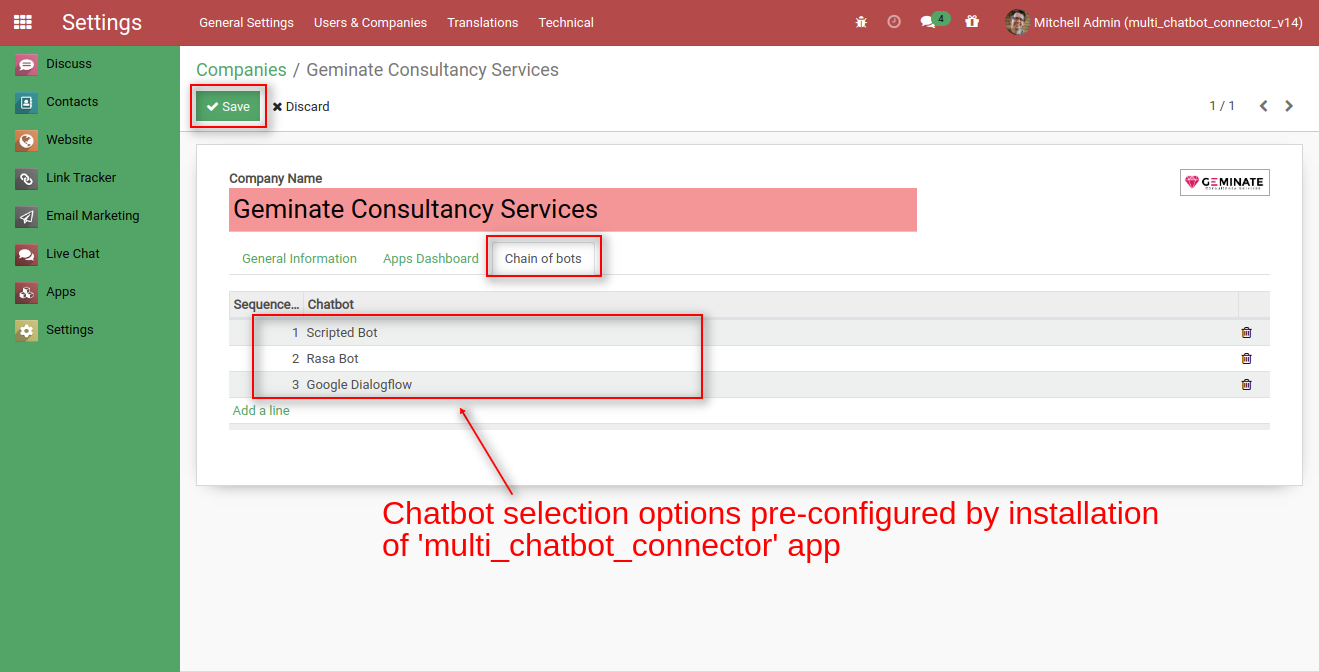 Settings
General Settings
Users & Companies
Translations
Technical
4
Mitchell Admin (multi_chatbot_connector_v14)
Discuss
Contacts
Website
Link Tracker
Email Marketing
Live Chat
Apps
Settings
Companies / Geminate Consultancy Services
Save
Discard
1 / 1
Company Name
Geminate Consultancy Services
GEMINATE
General Information
Apps Dashboard
Chain of bots
Sequence... Chatbot
1 Scripted Bot
2 Rasa Bot
3 Google Dialogflow
Add a line
Chatbot selection options pre-configured by installation
of 'multi_chatbot_connector' app